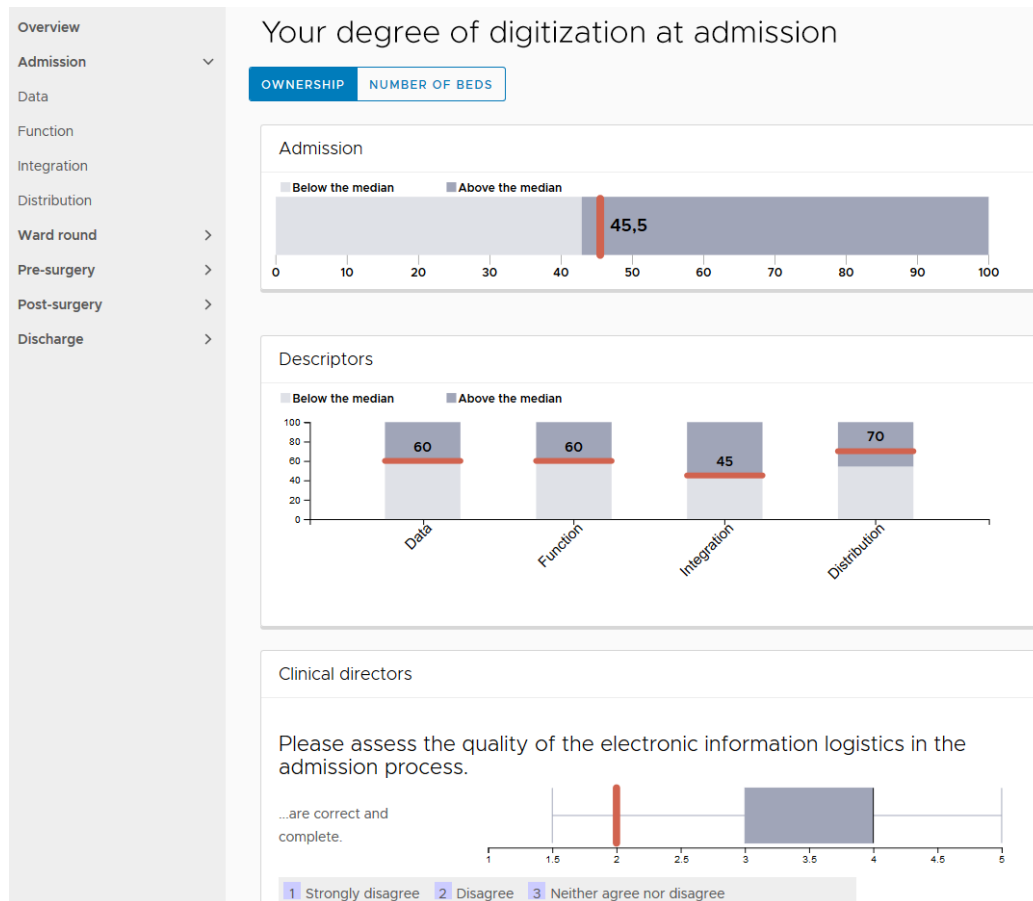 Overview
Admission
Data
Function
Integration
Distribution
Ward round
Pre-surgery
Post-surgery
Discharge
Your degree of digitization at admission
OWNERSHIP NUMBER OF BEDS
Admission
Below the median Above the median
45,5
0 10 20 30 40 50 60 70 80 90 100
Descriptors
Below the median Above the median
100
80
60
40
20
0
60 60 45 70
Data Function Integration Distribution
Clinical directors
Please assess the quality of the electronic information logistics in the
admission process.
...are correct and
complete.
1 1.5 2 2.5 3 3.5 4 4.5 5
1 Strongly disagree 2 Disagree 3 Neither agree nor disagree